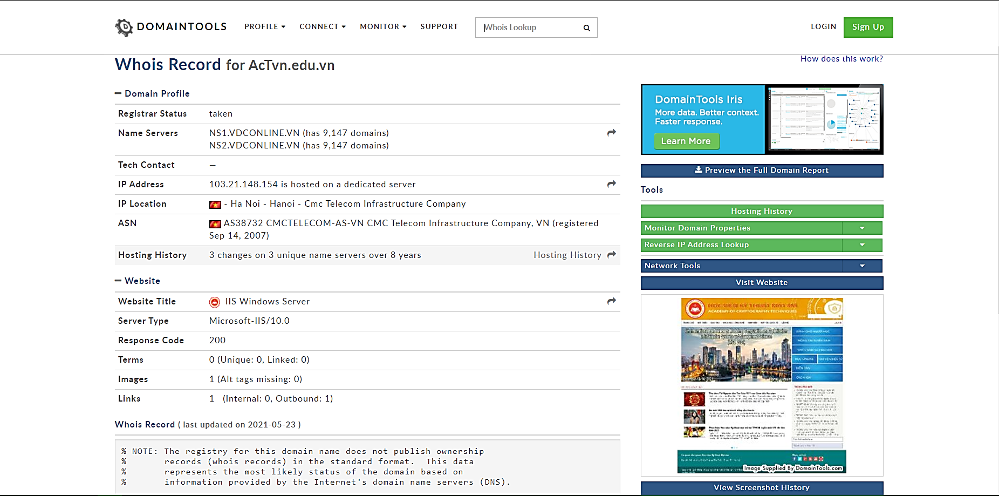 DOMAINTOOLS
PROFILE CONNECT MONITOR SUPPORT
Whois Lookup
LOGIN
Sign Up
Whois Record for AcTvn.edu.vn
How does this work?
Domain Profile
Registrar Status taken
Name Servers NS1.VDCONLINE.VN (has 9,147 domains)
NS2.VDCONLINE.VN (has 9,147 domains)
Tech Contact —
IP Address 103.21.148.154 is hosted on a dedicated server
IP Location - Ha Noi - Hanoi - Cmc Telecom Infrastructure Company
ASN AS38732 CMCTELECOM-AS-VN CMC Telecom Infrastructure Company, VN (registered
Sep 14, 2007)
Hosting History 3 changes on 3 unique name servers over 8 years Hosting History
Website
Website Title IIS Windows Server
Server Type Microsoft-IIS/10.0
Response Code 200
Terms 0 (Unique: 0, Linked: 0)
Images 1 (Alt tags missing: 0)
Links 1 (Internal: 0, Outbound: 1)
Whois Record ( last updated on 2021-05-23 )
% NOTE: The registry for this domain name does not publish ownership
% records (whois records) in the standard format. This data
% represents the most likely status of the domain based on
% information provided by the Internet's domain name servers (DNS).
DomainTools Iris
More data. Better context.
Faster response.
Learn More
Preview the Full Domain Report
Tools
Hosting History
Monitor Domain Properties
Reverse IP Address Lookup
Network Tools
Visit Website
ACADEMY OF CRYPTOGRAPHY TECHNIQUES
Image Supplied By DomainTools.com
View Screenshot History